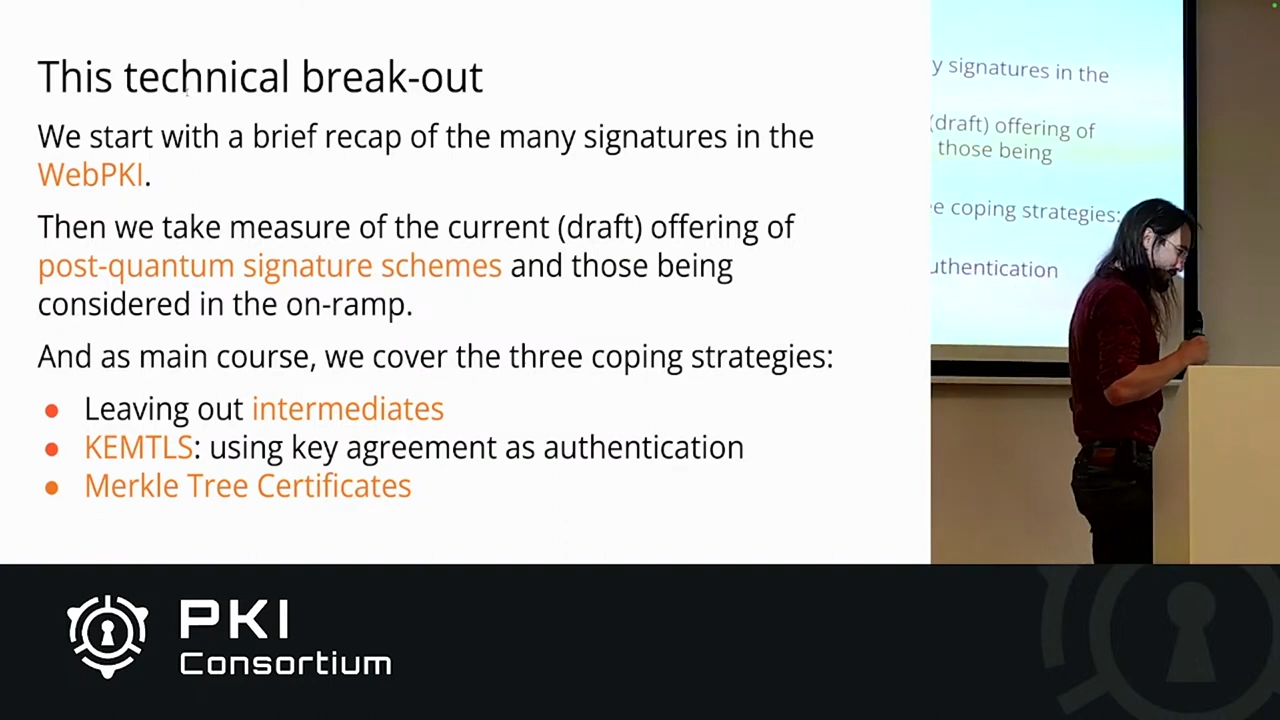 This technical break-out
We start with a brief recap of the many signatures in the
WebPKI.
Then we take measure of the current (draft) offering of
post-quantum signature schemes and those being
considered in the on-ramp.
And as main course, we cover the three coping strategies:
● Leaving out intermediates
● KEMTLS: using key agreement as authentication
● Merkle Tree Certificates
y signatures in the
(draft) offering of
those being
e coping strategies:
uthentication
PKI
Consortium